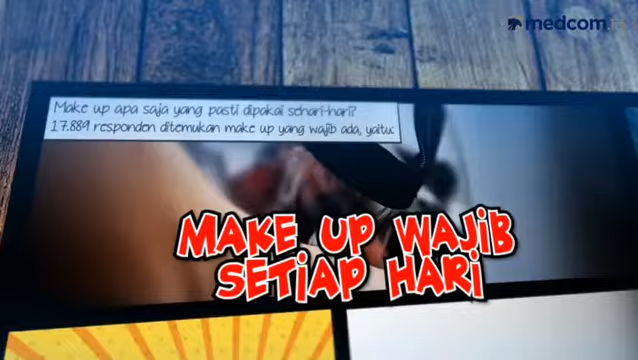 medcom
Make up apa saja yang pasti dipakai sehari-hari?
17.889 responden ditemukan make up yang wajib ada, yaitu:
MAKE UP WAJIB
SETIAP HARI